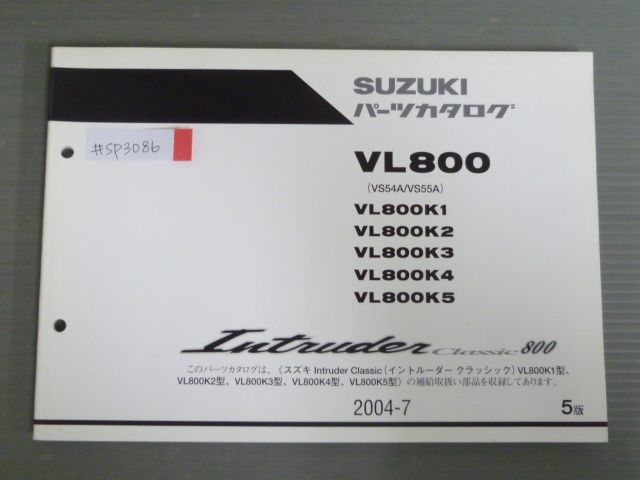 SUZUKI
パーツカタログ
#SP3086
VL800
(VS54A/VS55A)
VL800K1
VL800K2
VL800K3
VL800K4
VL800K5
Intruder Classic 800
このパーツカタログは、《スズキ Intruder Classic(イントルーダー クラッシック) VL800K1型、
VL800K2型、VL800K3型、VL800K4型、VL800K5型》の補給取扱い部品を収録してあります。
2004-7
5版